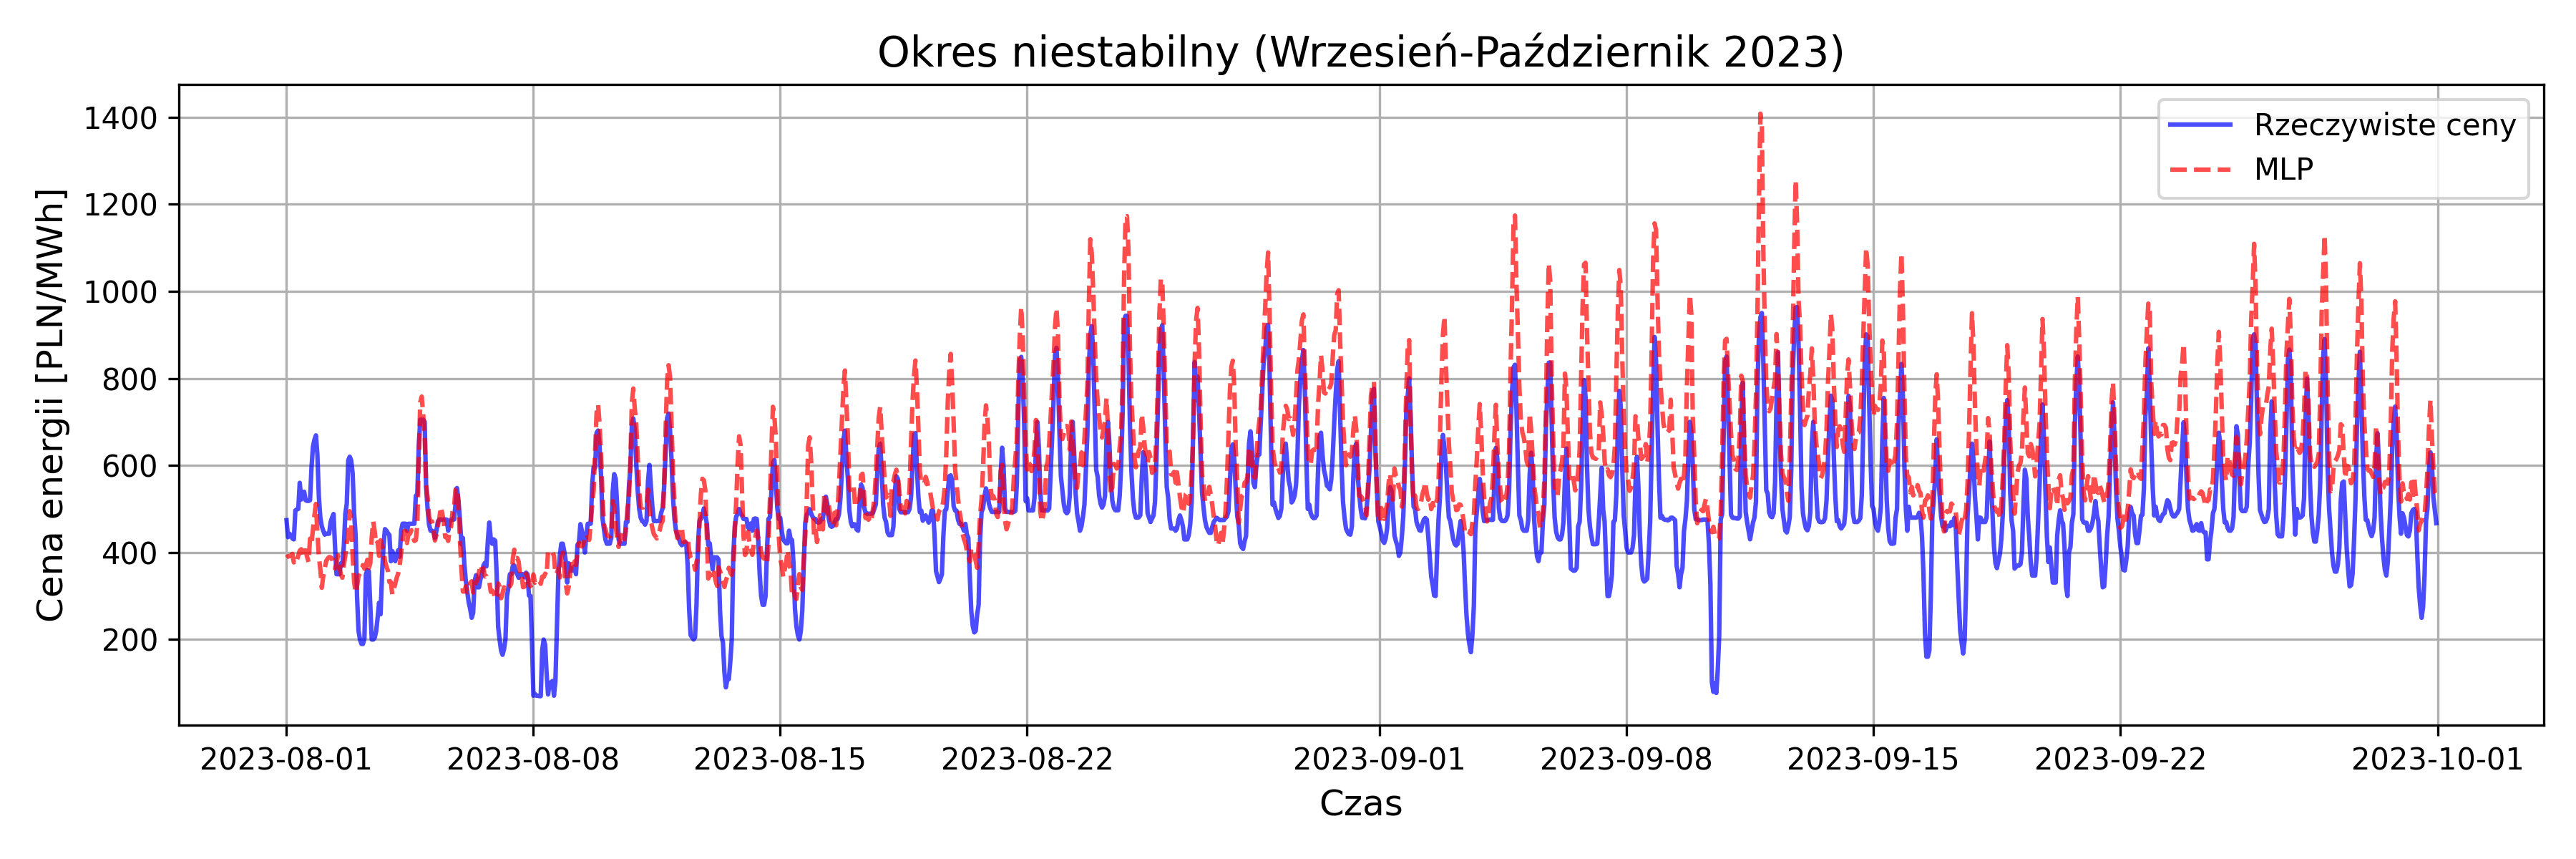 Okres niestabilny (Wrzesień-Październik 2023)
Rzeczywiste ceny
MLP
Cena energii [PLN/MWh]
1400
1200
1000
800
600
400
200
2023-08-01 2023-08-08 2023-08-15 2023-08-22 2023-09-01 2023-09-08 2023-09-15 2023-09-22 2023-10-01
Czas